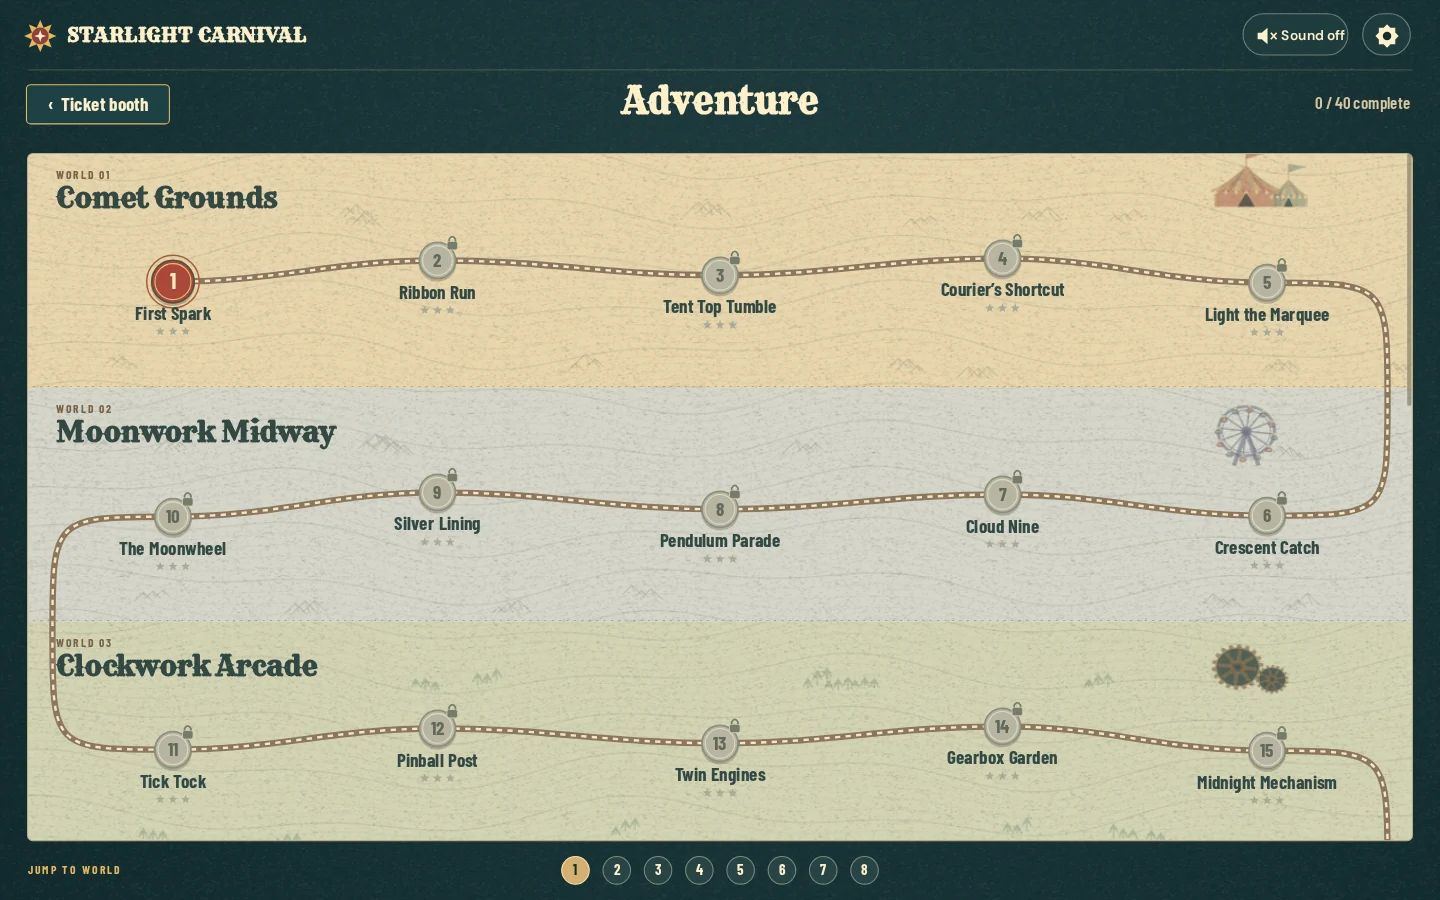 STARLIGHT CARNIVAL
Sound off
‹ Ticket booth
Adventure
0 / 40 complete
WORLD 01
Comet Grounds
1
First Spark
2
Ribbon Run
3
Tent Top Tumble
4
Courier's Shortcut
5
Light the Marquee
WORLD 02
Moonwork Midway
10
The Moonwheel
9
Silver Lining
8
Pendulum Parade
7
Cloud Nine
6
Crescent Catch
WORLD 03
Clockwork Arcade
11
Tick Tock
12
Pinball Post
13
Twin Engines
14
Gearbox Garden
15
Midnight Mechanism
JUMP TO WORLD
1 2 3 4 5 6 7 8